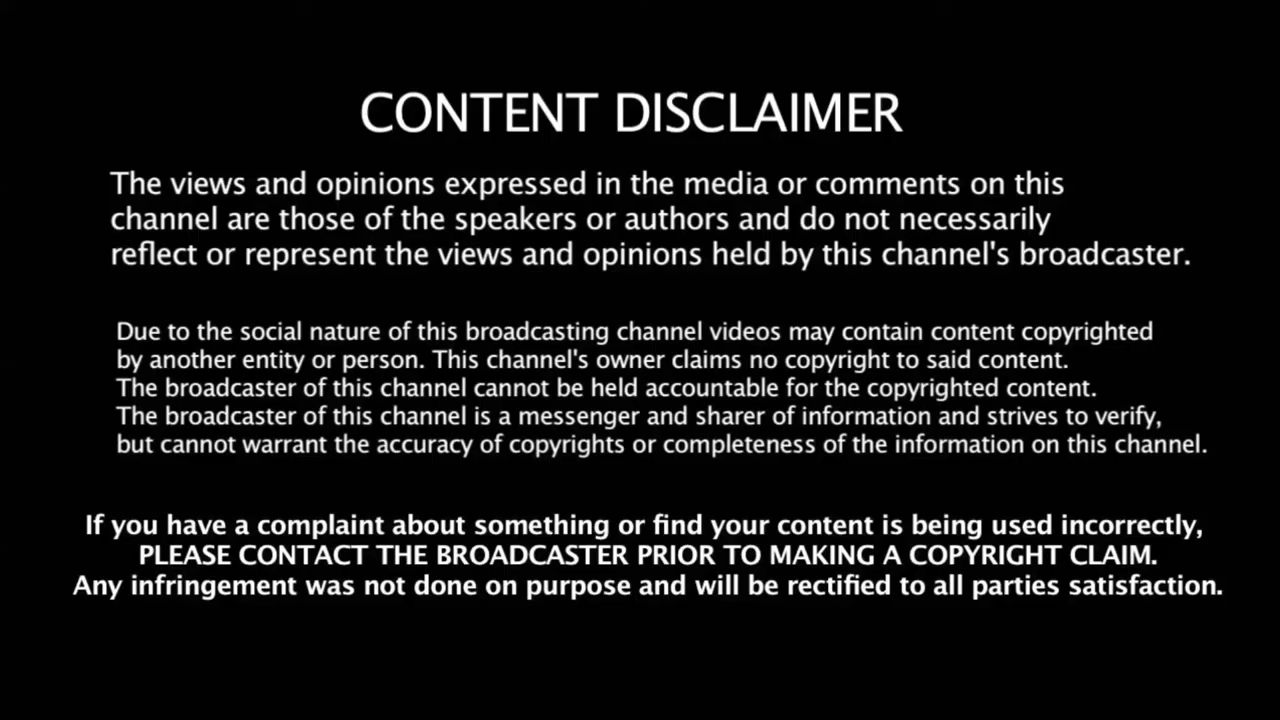 CONTENT DISCLAIMER
The views and opinions expressed in the media or comments on this
channel are those of the speakers or authors and do not necessarily
reflect or represent the views and opinions held by this channel's broadcaster.
Due to the social nature of this broadcasting channel videos may contain content copyrighted
by another entity or person. This channel's owner claims no copyright to said content.
The broadcaster of this channel cannot be held accountable for the copyrighted content.
The broadcaster of this channel is a messenger and sharer of information and strives to verify,
but cannot warrant the accuracy of copyrights or completeness of the information on this channel.
If you have a complaint about something or find your content is being used incorrectly,
PLEASE CONTACT THE BROADCASTER PRIOR TO MAKING A COPYRIGHT CLAIM.
Any infringement was not done on purpose and will be rectified to all parties satisfaction.